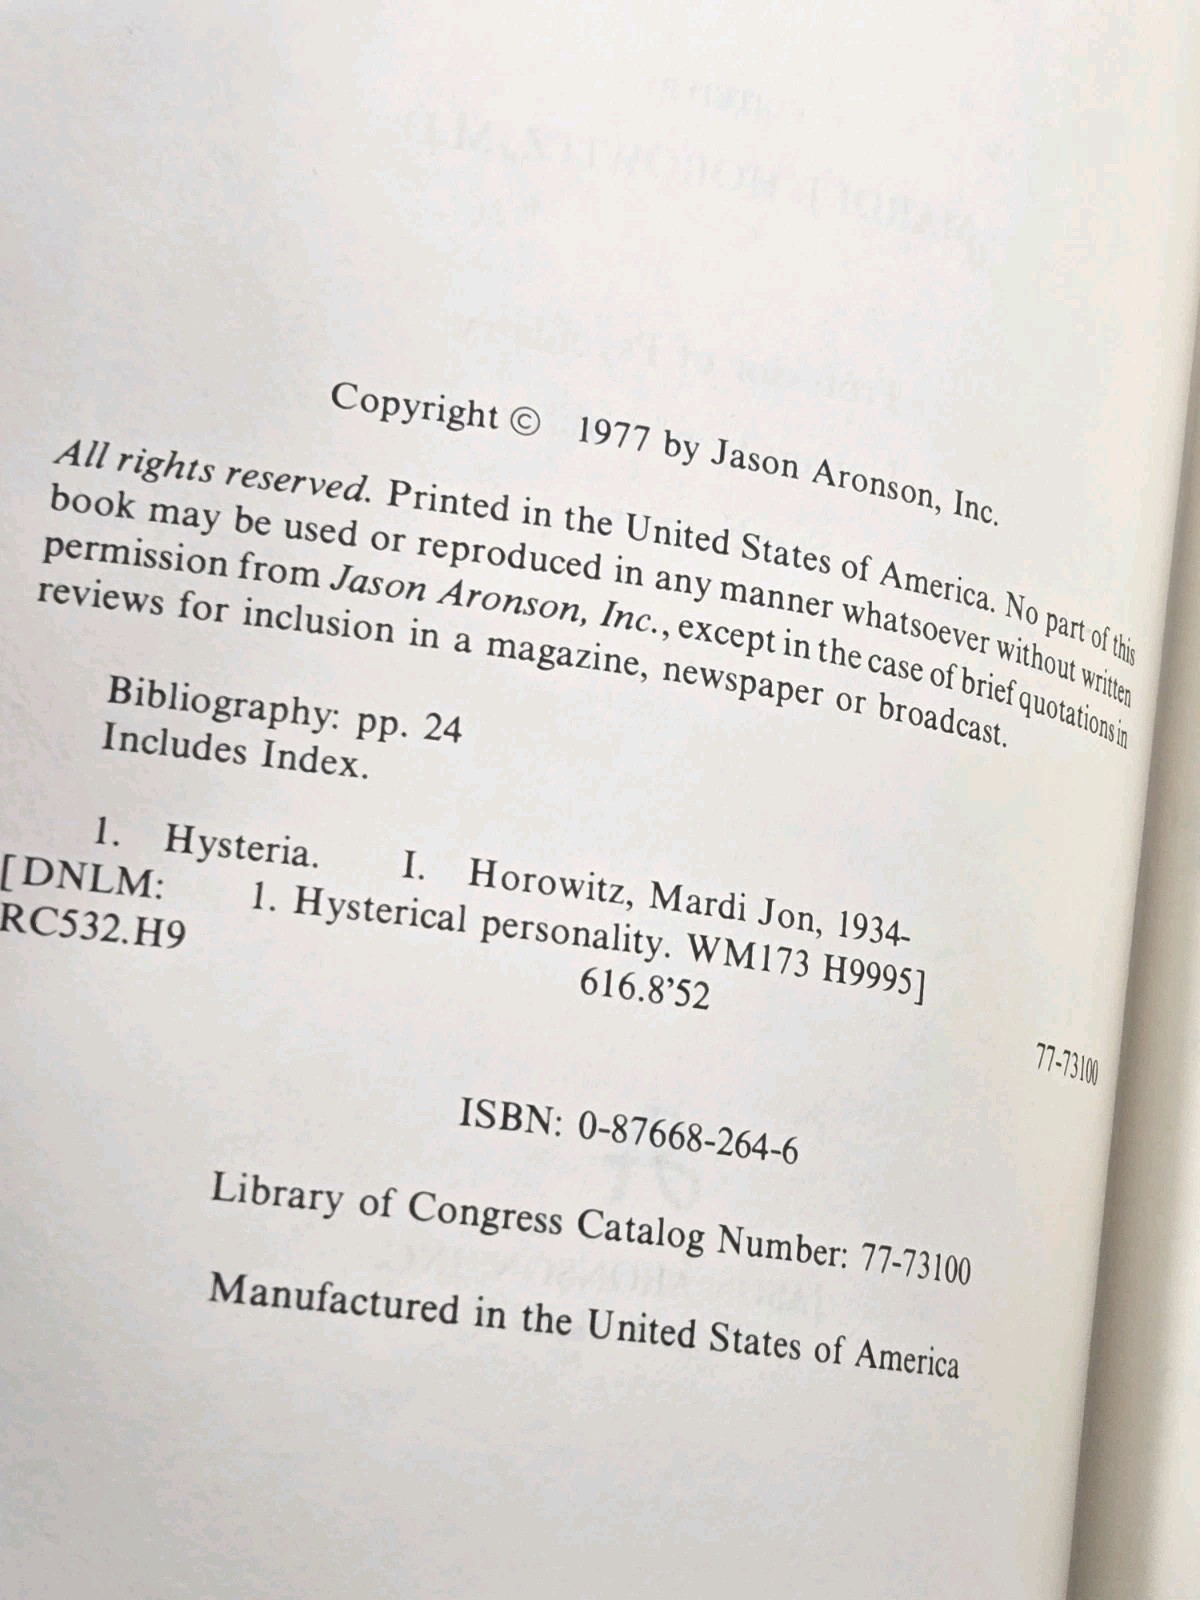 Copyright © 1977 by Jason Aronson, Inc.
All rights reserved. Printed in the United States of America. No part of this
book may be used or reproduced in any manner whatsoever without written
permission from Jason Aronson, Inc., except in the case of brief quotations in
reviews for inclusion in a magazine, newspaper or broadcast.
Bibliography: pp. 24
Includes Index.
1. Hysteria. I. Horowitz, Mardi Jon, 1934-
[DNLM: 1. Hysterical personality. WM173 H9995]
RC532.H9 616.8’52
77-73100
ISBN: 0-87668-264-6
Library of Congress Catalog Number: 77-73100
Manufactured in the United States of America